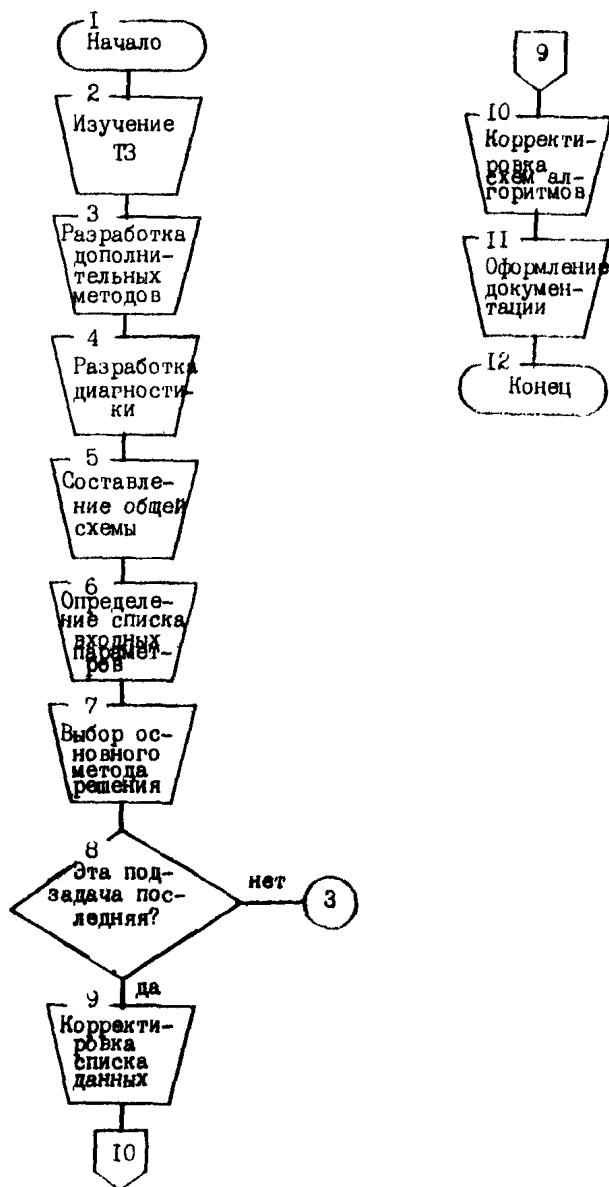 I
Начало
2
Изучение
ТЗ
3
Разработка
дополни-
тельных
методов
4
Разработка
диагности-
ки
5
Составле-
ние общей
схемы
6
Определе-
ние списка
входных
парамет-
ров
7
Выбор ос-
новного
метода
решения
8
Эта под-
задача пос-
ледняя?
нет
3
да
9
Корректи-
ровка
списка
данных
I0
9
I0
Корректи-
ровка
схем ал-
горитмов
II
Оформление
докумен-
тации
I2
Конец